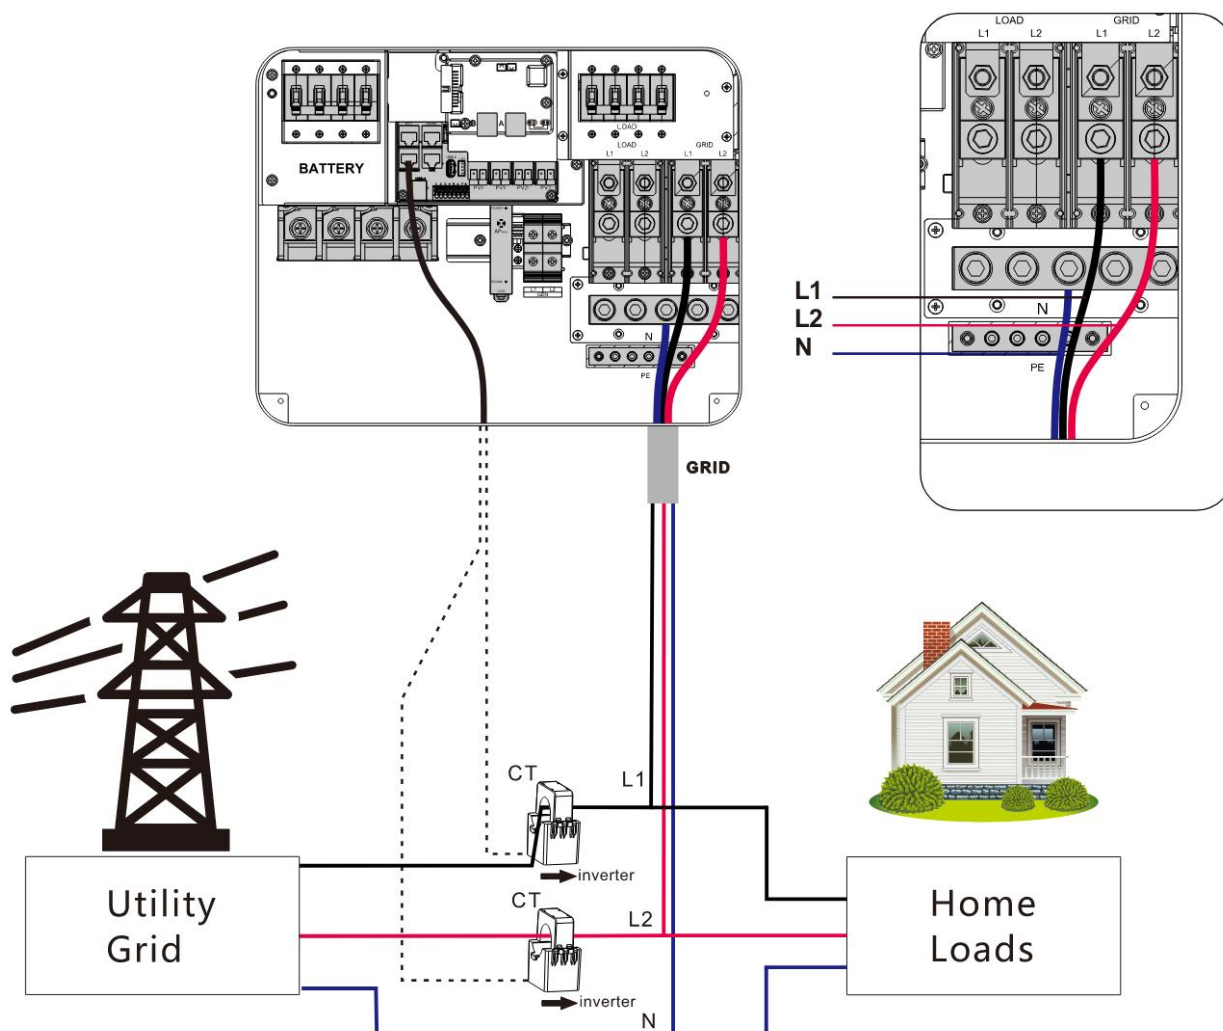 LOAD GRID
L1 L2 L1 L2
BATTERY
A
LOAD
LOAD GRID
L1 L2 L1 L2
N
PE
L1
L2
N
N
PE
GRID
CT
L1
inverter
CT
L2
inverter
N
Utility
Grid
Home
Loads